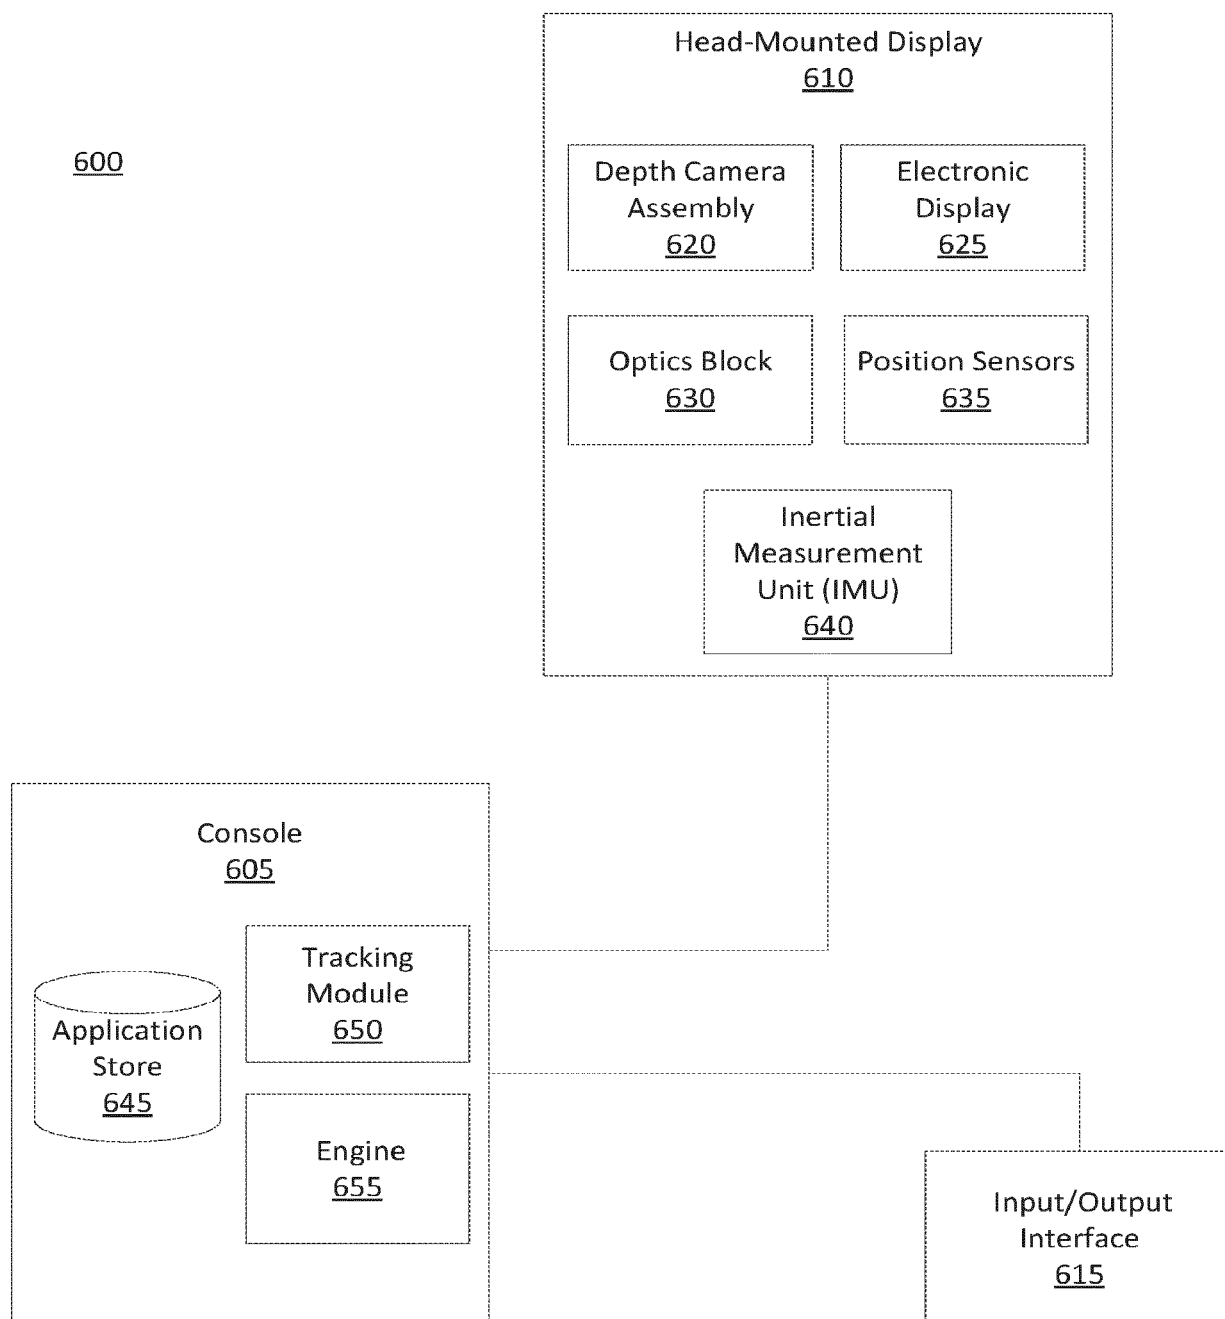 Head-Mounted Display
610
600
Depth Camera
Assembly
620
Electronic
Display
625
Optics Block
630
Position Sensors
635
Inertial
Measurement
Unit (IMU)
640
Console
605
Tracking
Module
650
Application
Store
645
Engine
655
Input/Output
Interface
615